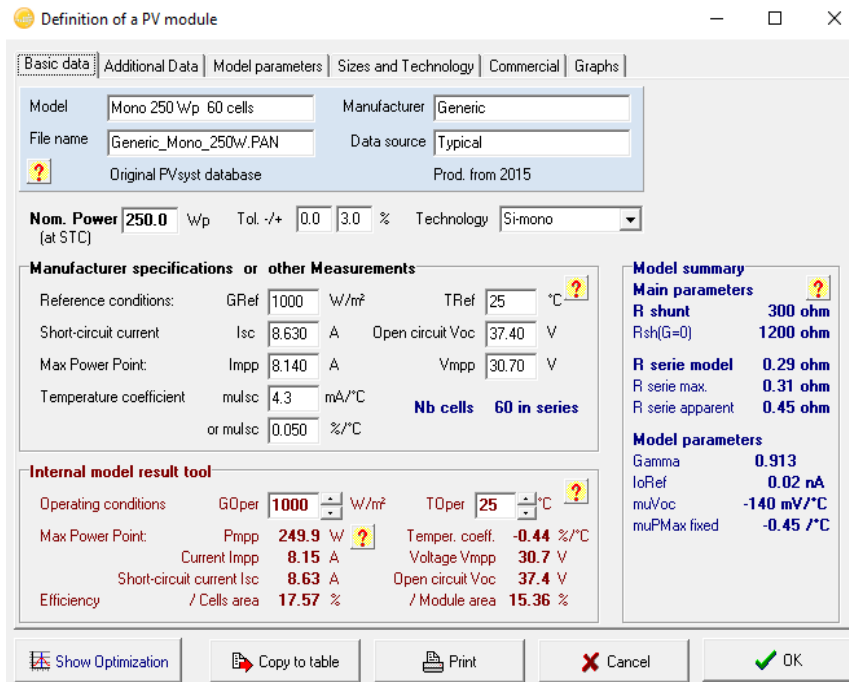 Definition of a PV module
Basic data Additional Data Model parameters Sizes and Technology Commercial Graphs
Model Mono 250 Wp 60 cells Manufacturer Generic
File name Generic_Mono_250W.PAN Data source Typical
? Original PVsyst database Prod. from 2015
Nom. Power 250.0 Wp Tol. -/+ 0.0 3.0 % Technology Si-mono
(at STC)
Manufacturer specifications or other Measurements
?
Reference conditions: GRef 1000 W/m² TRef 25 °C
Short-circuit current Isc 8.630 A Open circuit Voc 37.40 V
Max Power Point: Impp 8.140 A Vmpp 30.70 V
Temperature coefficient muIsc 4.3 mA/°C
Nb cells 60 in series
or muIsc 0.050 %/°C
Internal model result tool
?
Operating conditions GOper 1000 W/m² TOper 25 °C
Max Power Point: Pmpp 249.9 W ? Temper. coeff. -0.44 %/°C
Current Impp 8.15 A Voltage Vmpp 30.7 V
Short-circuit current Isc 8.63 A Open circuit Voc 37.4 V
Efficiency / Cells area 17.57 % / Module area 15.36 %
Model summary
Main parameters ?
R shunt 300 ohm
Rsh(G=0) 1200 ohm
R serie model 0.29 ohm
R serie max. 0.31 ohm
R serie apparent 0.45 ohm
Model parameters
Gamma 0.913
IoRef 0.02 nA
muVoc -140 mV/°C
muPMax fixed -0.45 /°C
Show Optimization Copy to table Print Cancel OK